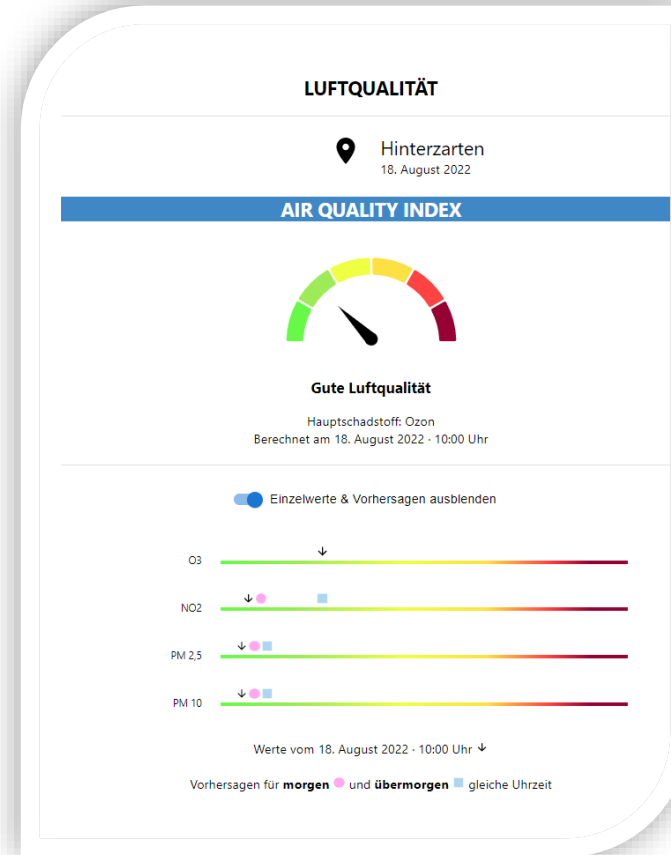 LUFTQUALITÄT
Hinterzarten
18. August 2022
AIR QUALITY INDEX
Gute Luftqualität
Hauptschadstoff: Ozon
Berechnet am 18. August 2022 - 10:00 Uhr
Einzelwerte & Vorhersagen ausblenden
O3
NO2
PM 2,5
PM 10
Werte vom 18. August 2022 - 10:00 Uhr
Vorhersagen für morgen und übermorgen gleiche Uhrzeit